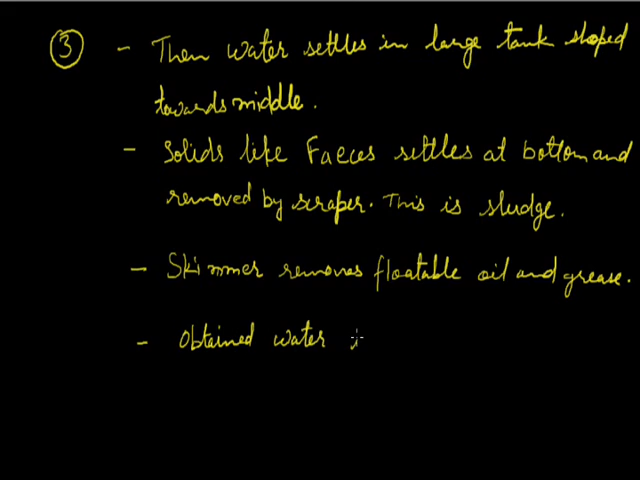 ③ - Then water settles in large tank sloped
towards middle.
- Solids like Faeces settles at bottom and
removed by scraper. This is sludge.
- Skimmer removes floatable oil and grease.
- Obtained water